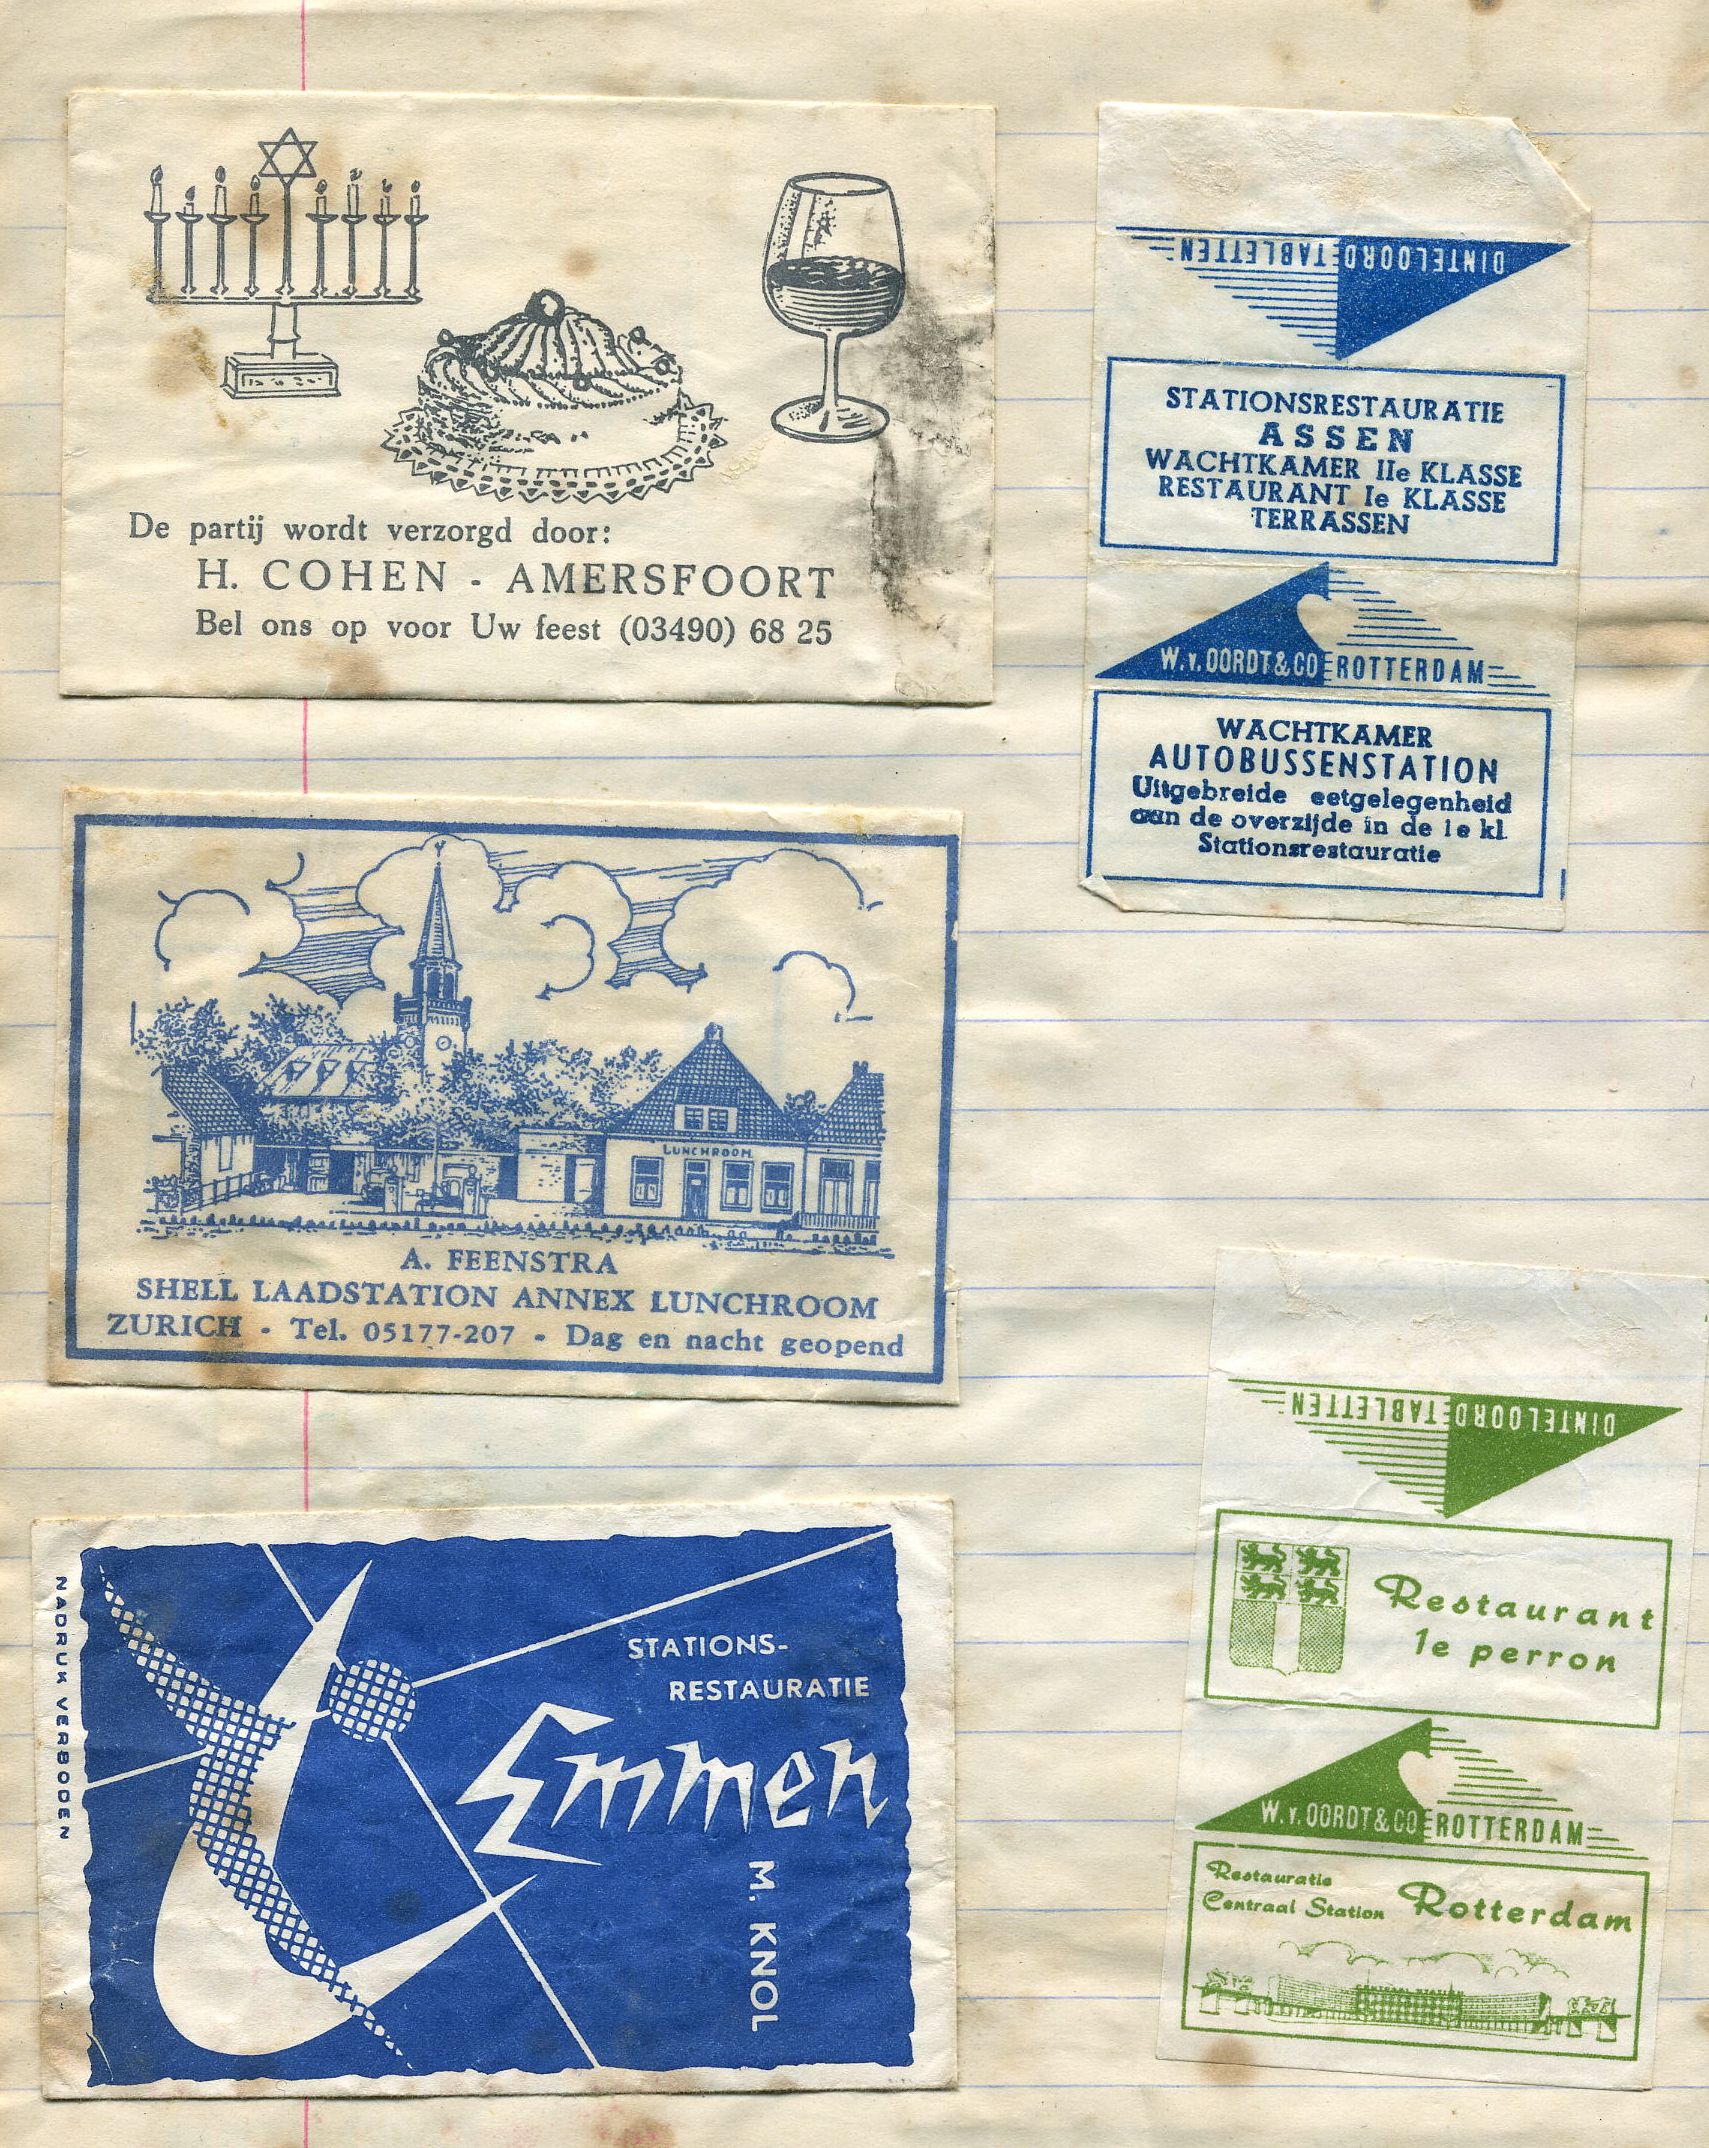 De partij wordt verzorgd door:
H. COHEN - AMERSFOORT
Bel ons op voor Uw feest (03490) 68 25
DINTELOORD TABLETTEN
STATIONSRESTAURATIE
ASSEN
WACHTKAMER IIe KLASSE
RESTAURANT Ie KLASSE
TERRASSEN
W. v. OORDT & CO ROTTERDAM
WACHTKAMER
AUTOBUSSENSTATION
Uitgebreide eetgelegenheid
aan de overzijde in de 1e kl.
Stationsrestauratie
LUNCHROOM
A. FEENSTRA
SHELL LAADSTATION ANNEX LUNCHROOM
ZURICH - Tel. 05177-207 - Dag en nacht geopend
NADRUK VERBODEN
STATIONS-
RESTAURATIE
Emmen
M. KNOL
DINTELOORD TABLETTEN
Restaurant
1e perron
W. v. OORDT & CO ROTTERDAM
Restauratie
Centraal Station Rotterdam